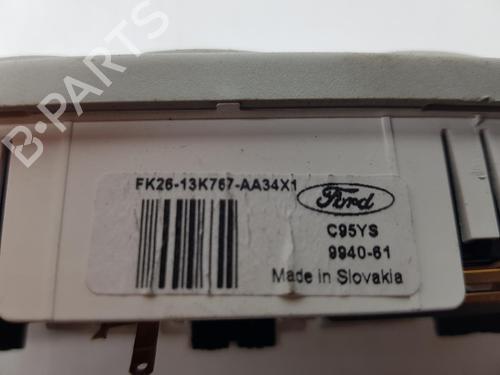 FK26-13K767-AA34X1
Ford
C95YS
9940-61
Made in Slovakia
B-PARTS